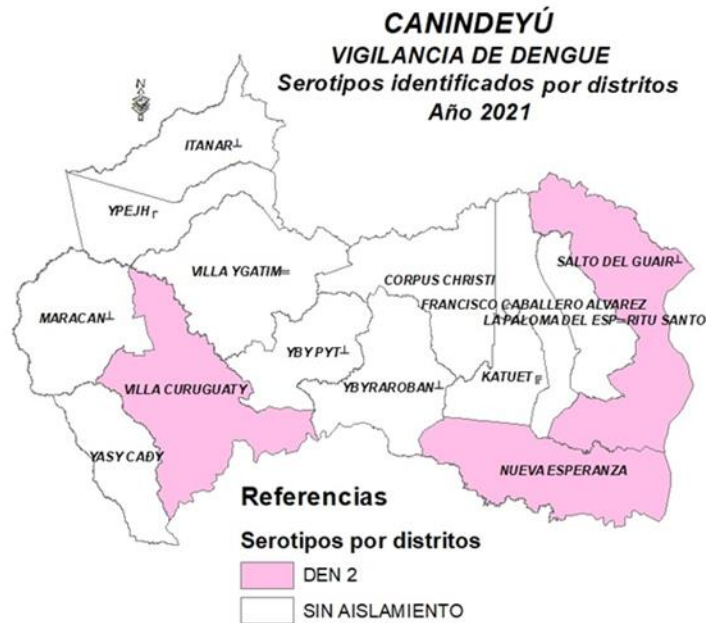 CANINDEYÚ
VIGILANCIA DE DENGUE
Serotipos identificados por distritos
Año 2021
N
ITANAR┴
YPEJH┌
VILLA YGATIM═
SALTO DEL GUAIR┴
CORPUS CHRISTI
FRANCISCO CABALLERO ALVAREZ
MARACAN┴
LA PALOMA DEL ESP═RITU SANTO
YBY PYT┴
KATUET╔
VILLA CURUGUATY
YBYRAROBAN┴
YASY CAÐY
NUEVA ESPERANZA
Referencias
Serotipos por distritos
DEN 2
SIN AISLAMIENTO